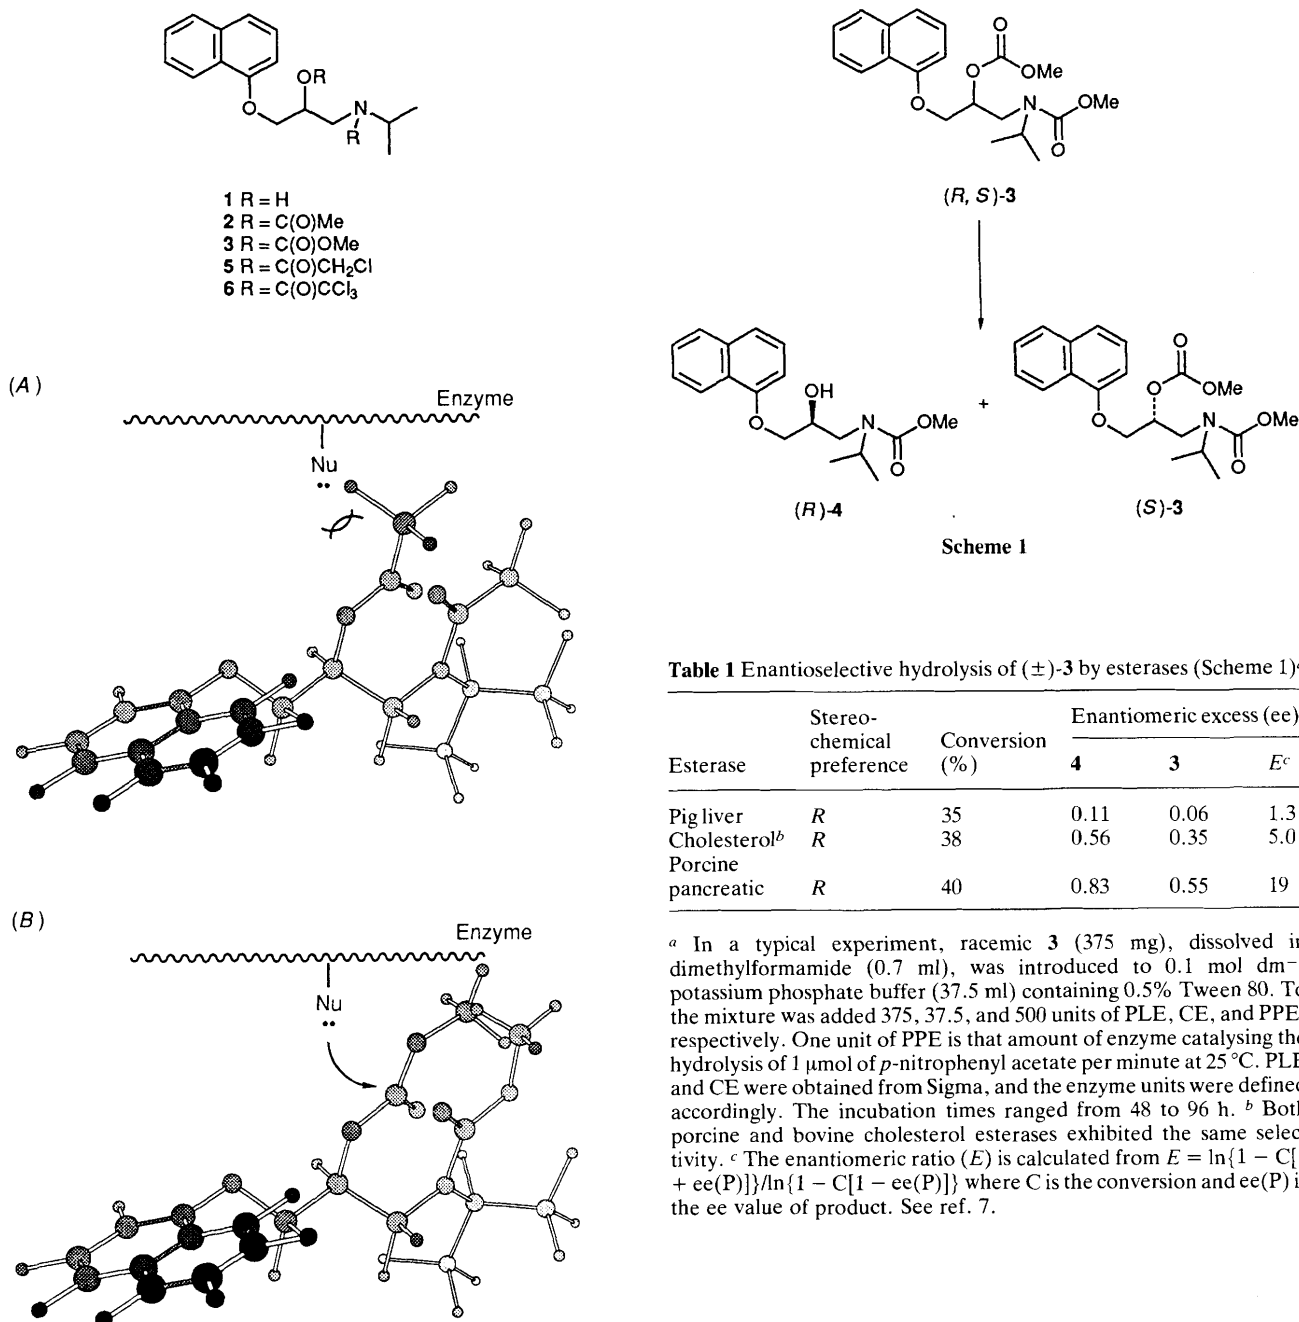 OR
O
N
R
1 R = H
2 R = C(O)Me
3 R = C(O)OMe
5 R = C(O)CH₂Cl
6 R = C(O)CCl₃
(A)
Enzyme
Nu
(B)
Enzyme
Nu
O
O
OMe
O
N
OMe
O
(R, S)-3
OH
O
N
OMe
O
(R)-4
+
O
O
OMe
O
N
OMe
O
(S)-3
Scheme 1
Table 1 Enantioselective hydrolysis of (±)-3 by esterases (Scheme 1)ᵃ
Esterase Stereo-chemical preference Conversion (%) Enantiomeric excess (ee)
4 3 Eᶜ
Pig liver R 35 0.11 0.06 1.3
Cholesterolᵇ R 38 0.56 0.35 5.0
Porcine
pancreatic R 40 0.83 0.55 19
ᵃ In a typical experiment, racemic 3 (375 mg), dissolved in
dimethylformamide (0.7 ml), was introduced to 0.1 mol dm⁻
potassium phosphate buffer (37.5 ml) containing 0.5% Tween 80. To
the mixture was added 375, 37.5, and 500 units of PLE, CE, and PPE
respectively. One unit of PPE is that amount of enzyme catalysing the
hydrolysis of 1 μmol of p-nitrophenyl acetate per minute at 25 °C. PLE
and CE were obtained from Sigma, and the enzyme units were defined
accordingly. The incubation times ranged from 48 to 96 h. ᵇ Both
porcine and bovine cholesterol esterases exhibited the same selec
tivity. ᶜ The enantiomeric ratio (E) is calculated from E = ln{1 − C[
+ ee(P)]}/ln{1 − C[1 − ee(P)]} where C is the conversion and ee(P) i
the ee value of product. See ref. 7.